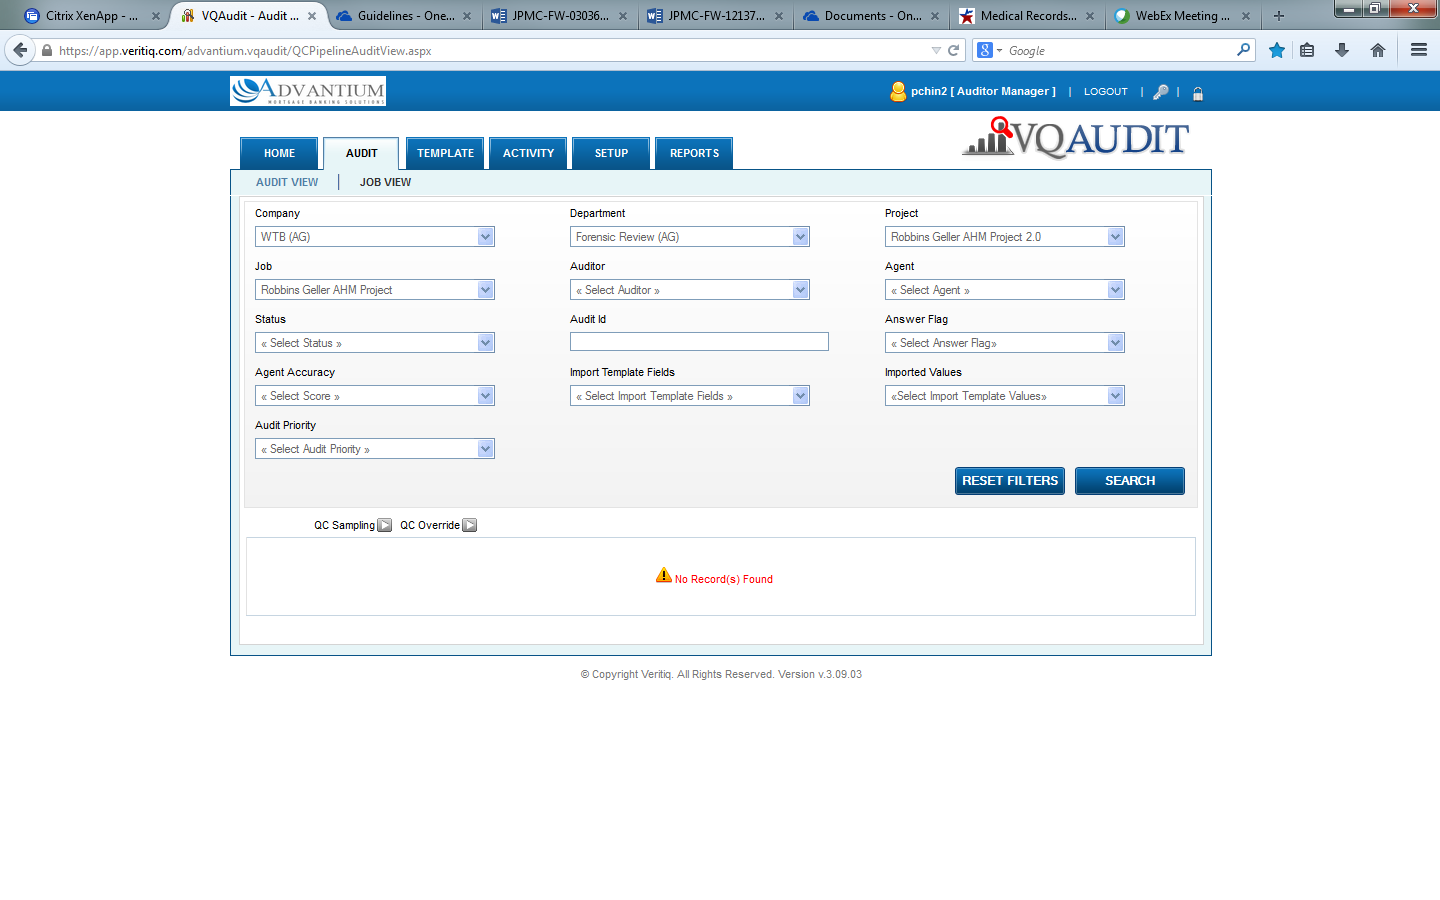 Citrix XenApp - ...
VQAudit - Audit ...
Guidelines - One...
JPMC-FW-03036...
JPMC-FW-12137...
Documents - On...
Medical Records...
WebEx Meeting ...
https://app.veritiq.com/advantium.vqaudit/QCPipelineAuditView.aspx
Google
ADVANTIUM
MORTGAGE BANKING SOLUTIONS
pchin2 [ Auditor Manager ] | LOGOUT | |
VQAUDIT
HOME AUDIT TEMPLATE ACTIVITY SETUP REPORTS
AUDIT VIEW | JOB VIEW
Company Department Project
WTB (AG) Forensic Review (AG) Robbins Geller AHM Project 2.0
Job Auditor Agent
Robbins Geller AHM Project « Select Auditor » « Select Agent »
Status Audit Id Answer Flag
« Select Status » « Select Answer Flag»
Agent Accuracy Import Template Fields Imported Values
« Select Score » « Select Import Template Fields » «Select Import Template Values»
Audit Priority
« Select Audit Priority »
RESET FILTERS SEARCH
QC Sampling QC Override
No Record(s) Found
© Copyright Veritiq. All Rights Reserved. Version v.3.09.03